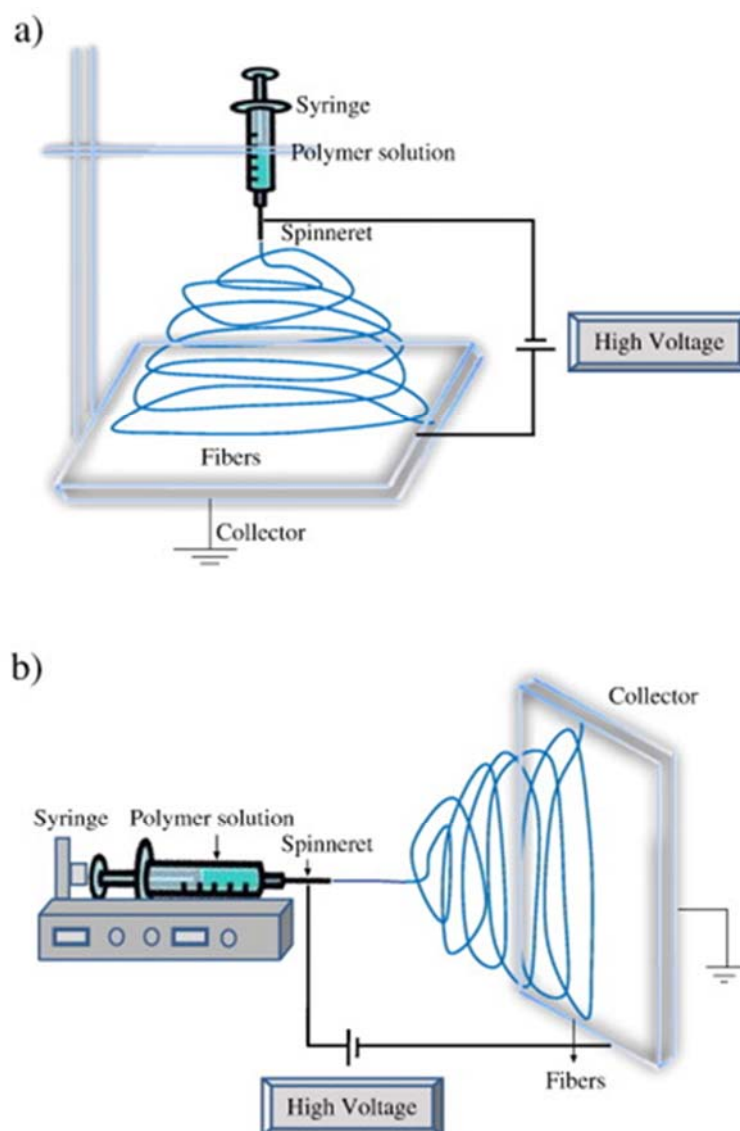 a)
Syringe
Polymer solution
Spinneret
High Voltage
Fibers
Collector
b)
Collector
Syringe
Polymer solution
Spinneret
Fibers
High Voltage